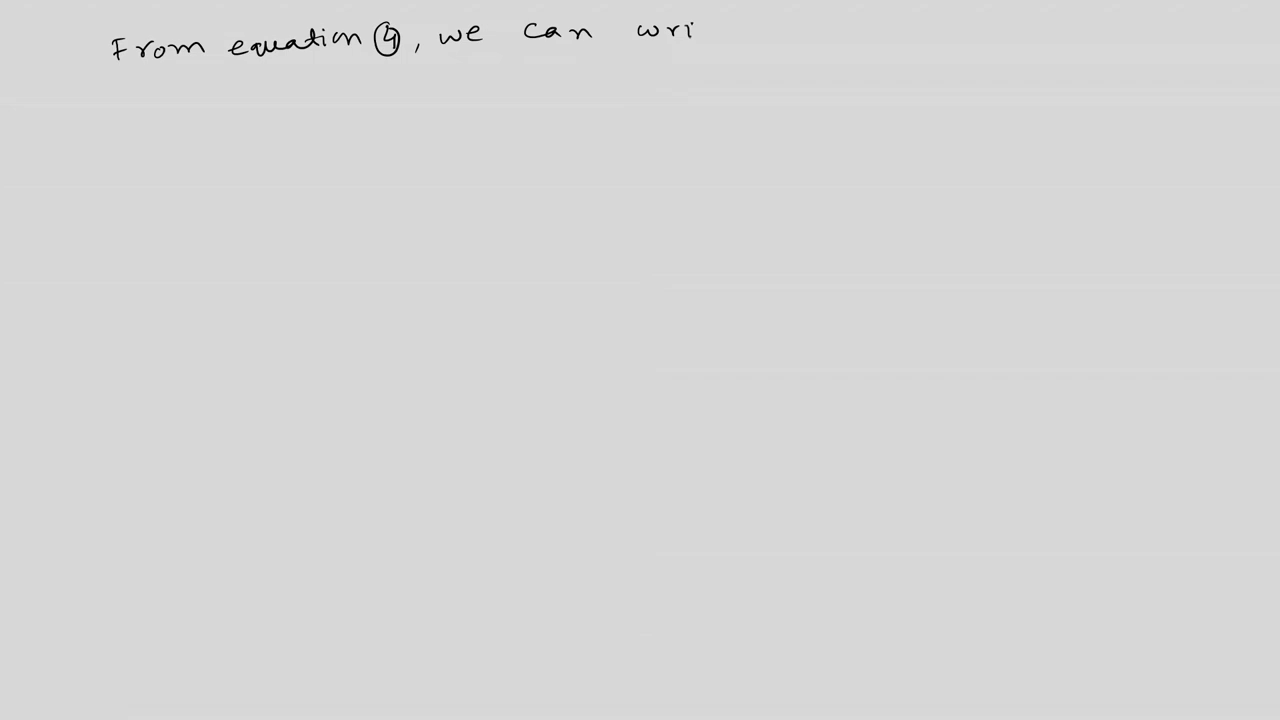 From equation ④, we can wri